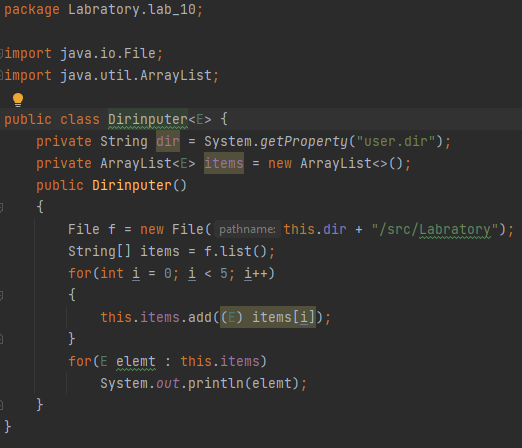 package Labratory.lab_10;
import java.io.File;
import java.util.ArrayList;
public class Dirinputer<E> {
    private String dir = System.getProperty("user.dir");
    private ArrayList<E> items = new ArrayList<>();
    public Dirinputer()
    {
        File f = new File( pathname: this.dir + "/src/Labratory");
        String[] items = f.list();
        for(int i = 0; i < 5; i++)
        {
            this.items.add((E) items[i]);
        }
        for(E elemt : this.items)
            System.out.println(elemt);
    }
}